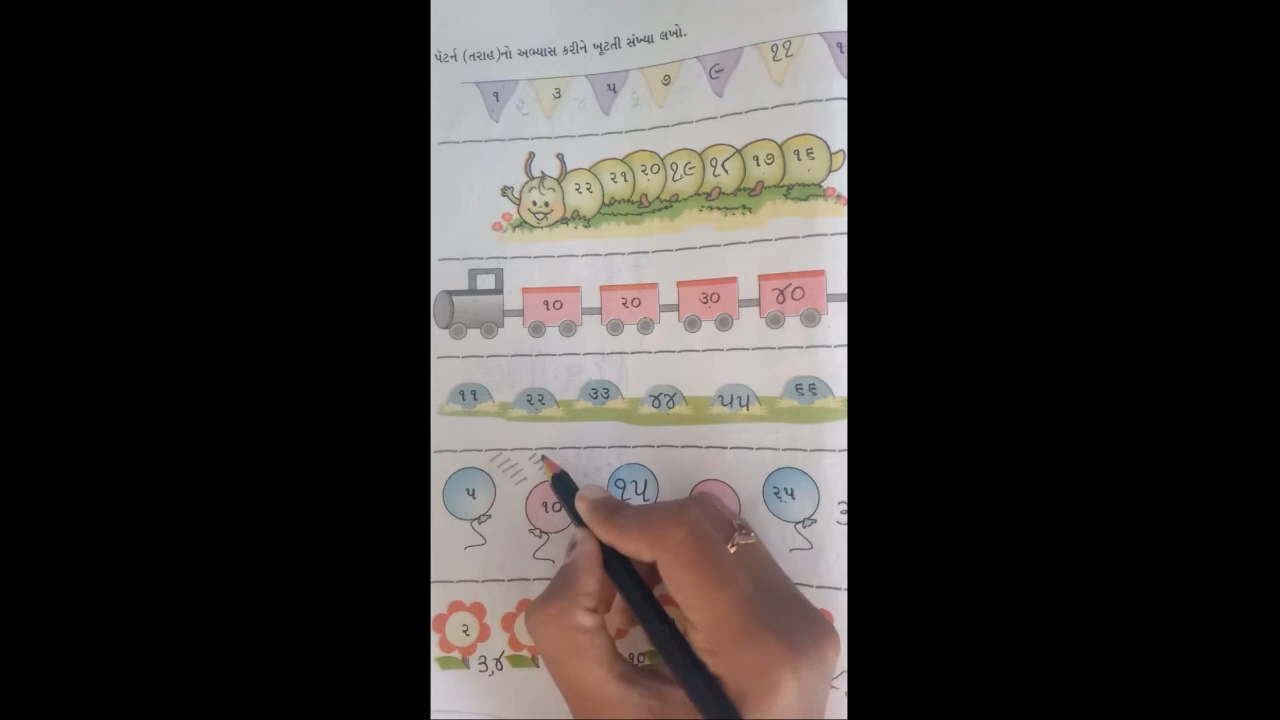 પૅટર્ન (તરાહ)નો અભ્યાસ કરીને ખૂટતી સંખ્યા લખો.
૧ ૩ ૫ ૭ ૯ ૧૧
૨૨ ૨૧ ૨૦ ૧૯ ૧૮ ૧૭ ૧૬
૧૦ ૨૦ ૩૦ ૪૦
૧૧ ૨૨ ૩૩ ૪૪ ૫૫ ૬૬
૫ ૧૦ ૧૫ ૨૫
૨
૩,૪ ૧૦